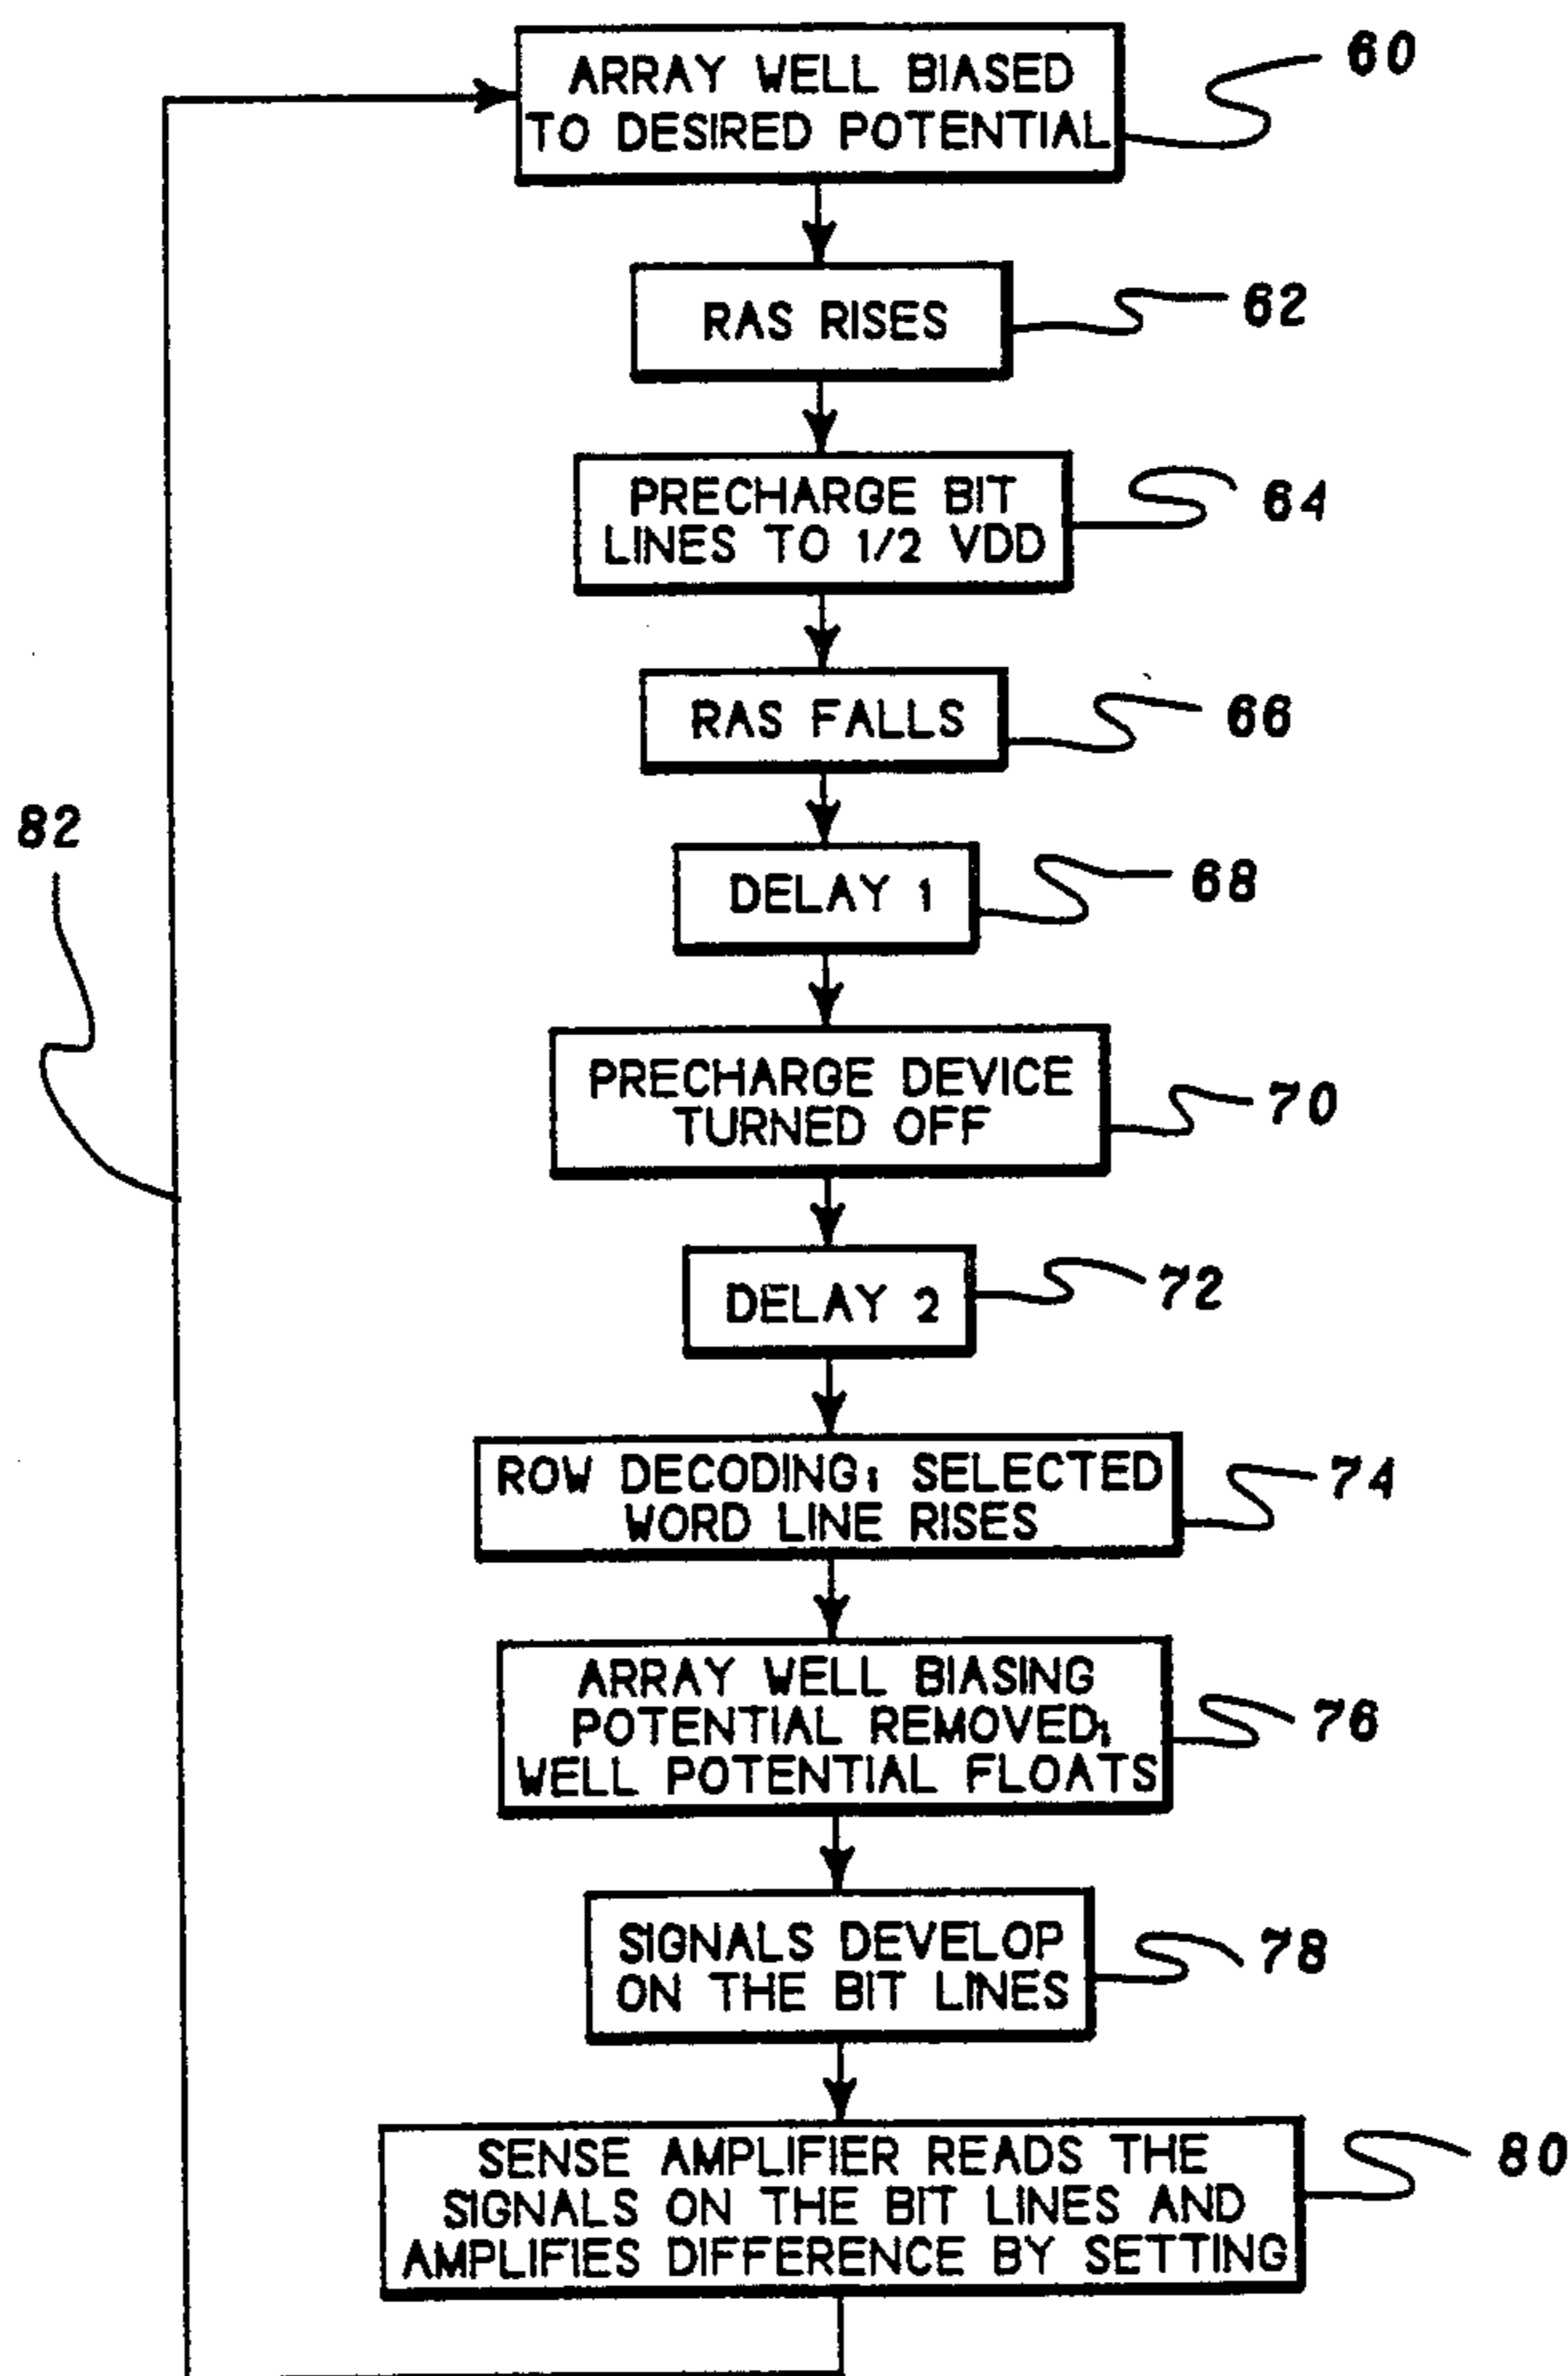 ARRAY WELL BIASED
TO DESIRED POTENTIAL
60
RAS RISES
62
PRECHARGE BIT
LINES TO 1/2 VDD
64
RAS FALLS
66
82
DELAY 1
68
PRECHARGE DEVICE
TURNED OFF
70
DELAY 2
72
ROW DECODING; SELECTED
WORD LINE RISES
74
ARRAY WELL BIASING
POTENTIAL REMOVED;
WELL POTENTIAL FLOATS
76
SIGNALS DEVELOP
ON THE BIT LINES
78
SENSE AMPLIFIER READS THE
SIGNALS ON THE BIT LINES AND
AMPLIFIES DIFFERENCE BY SETTING
80